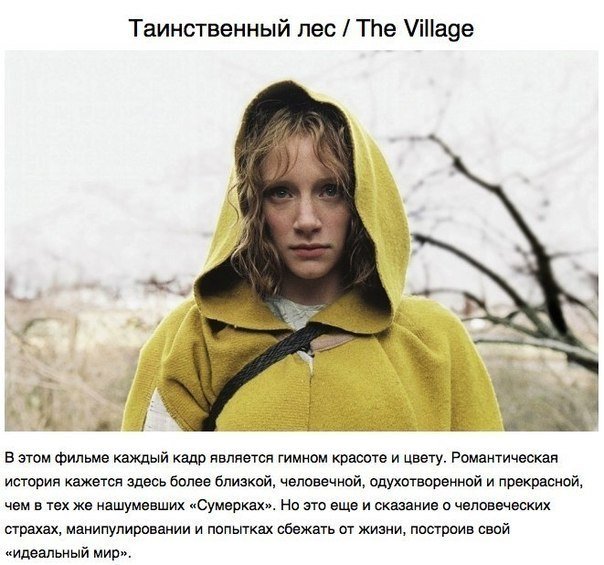 Таинственный лес / The Village
В этом фильме каждый кадр является гимном красоте и цвету. Романтическая
история кажется здесь более близкой, человечной, одухотворенной и прекрасной,
чем в тех же нашумевших «Сумерках». Но это еще и сказание о человеческих
страхах, манипулировании и попытках сбежать от жизни, построив свой
«идеальный мир».